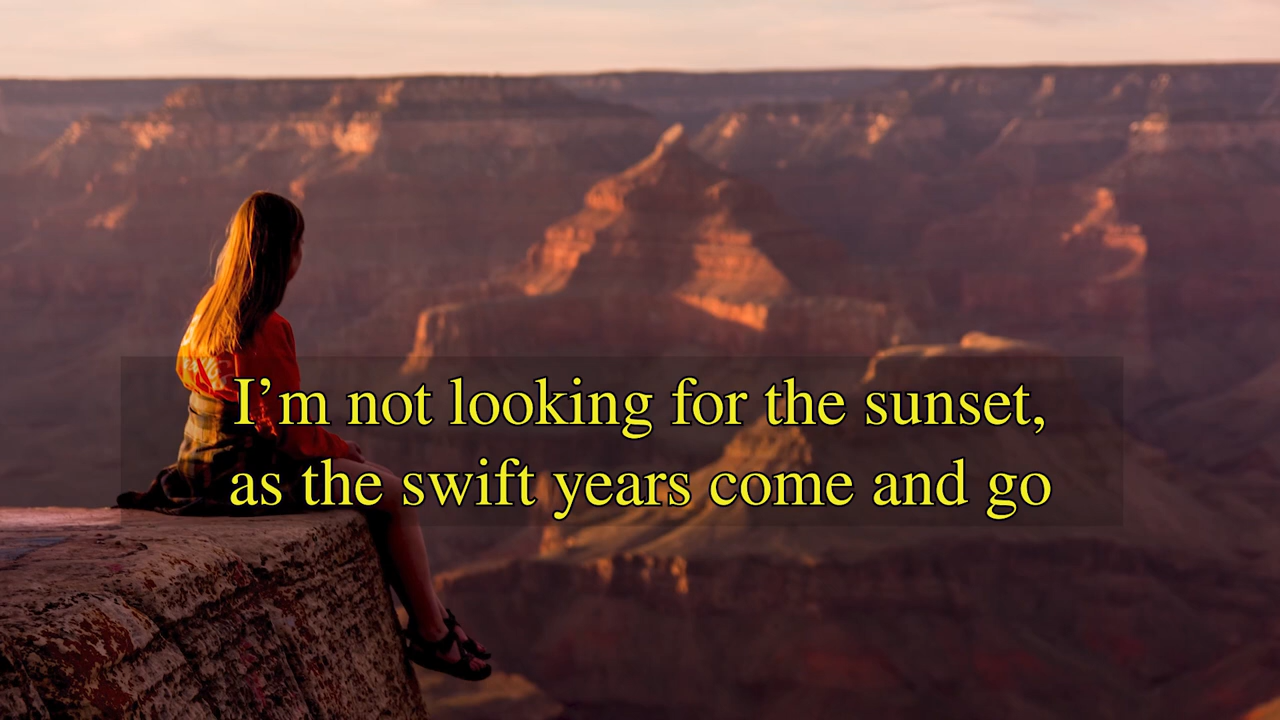 I’m not looking for the sunset,
as the swift years come and go